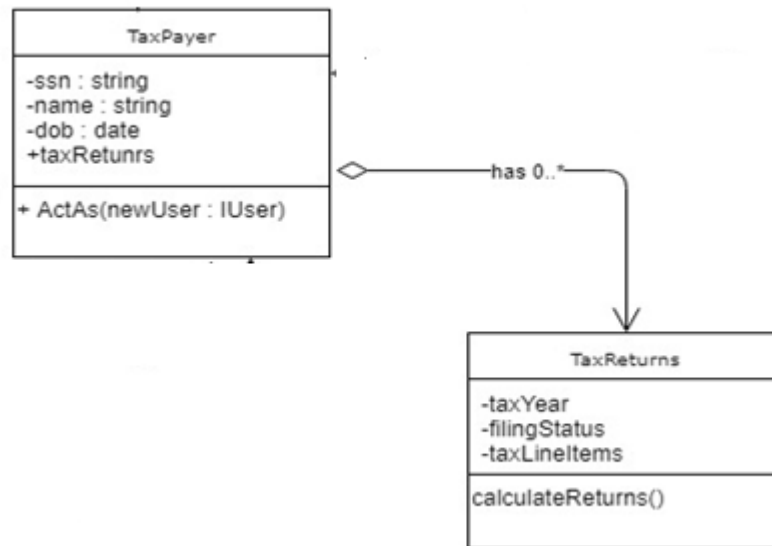 TaxPayer
-ssn : string
-name : string
-dob : date
+taxRetunrs
+ ActAs(newUser : IUser)
has 0..*
TaxReturns
-taxYear
-filingStatus
-taxLineItems
calculateReturns()